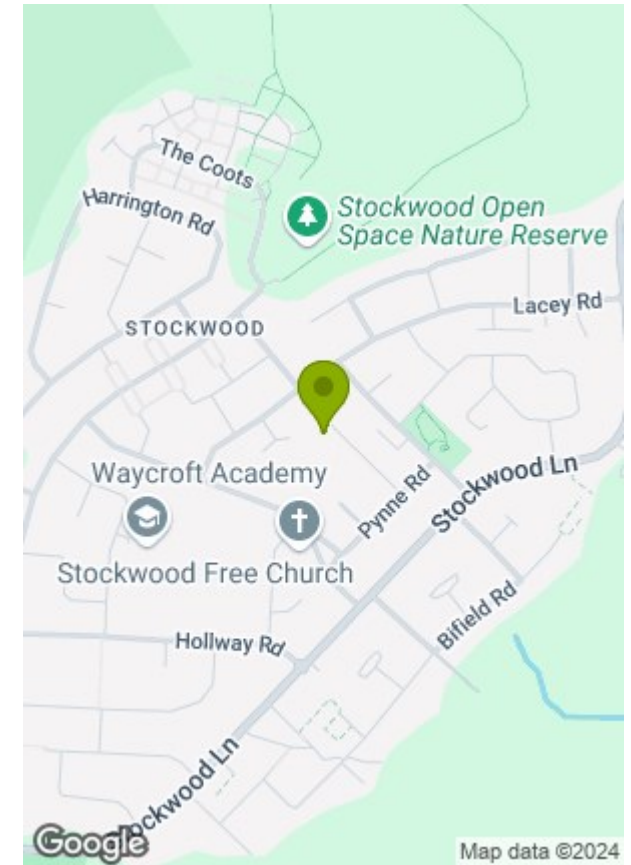 The Coots
Harrington Rd
Stockwood Open
Space Nature Reserve
Lacey Rd
STOCKWOOD
Waycroft Academy
Pynne Rd
Stockwood Ln
Stockwood Free Church
Bifield Rd
Hollway Rd
Stockwood Ln
Google
Map data ©2024